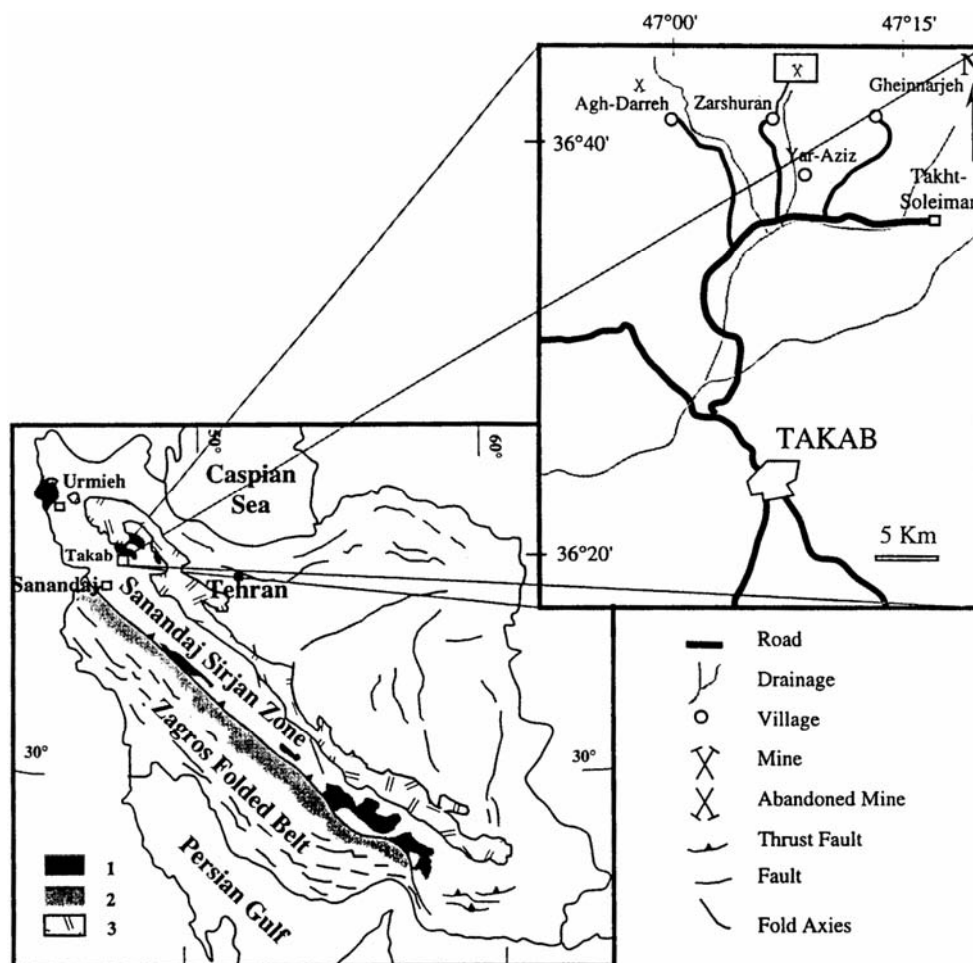 47°00'
47°15'
N
Gheinnarjeh
Agh-Darreh
Zarshuran
36°40'
Yar-Aziz
Takht-
Soleiman
TAKAB
5 Km
36°20'
50°
60°
Caspian
Sea
Urmieh
Takab
Sanandaj
Tehran
Sanandaj Sirjan Zone
Zagros Folded Belt
30°
30°
Persian Gulf
1
2
3
Road
Drainage
Village
Mine
Abandoned Mine
Thrust Fault
Fault
Fold Axies